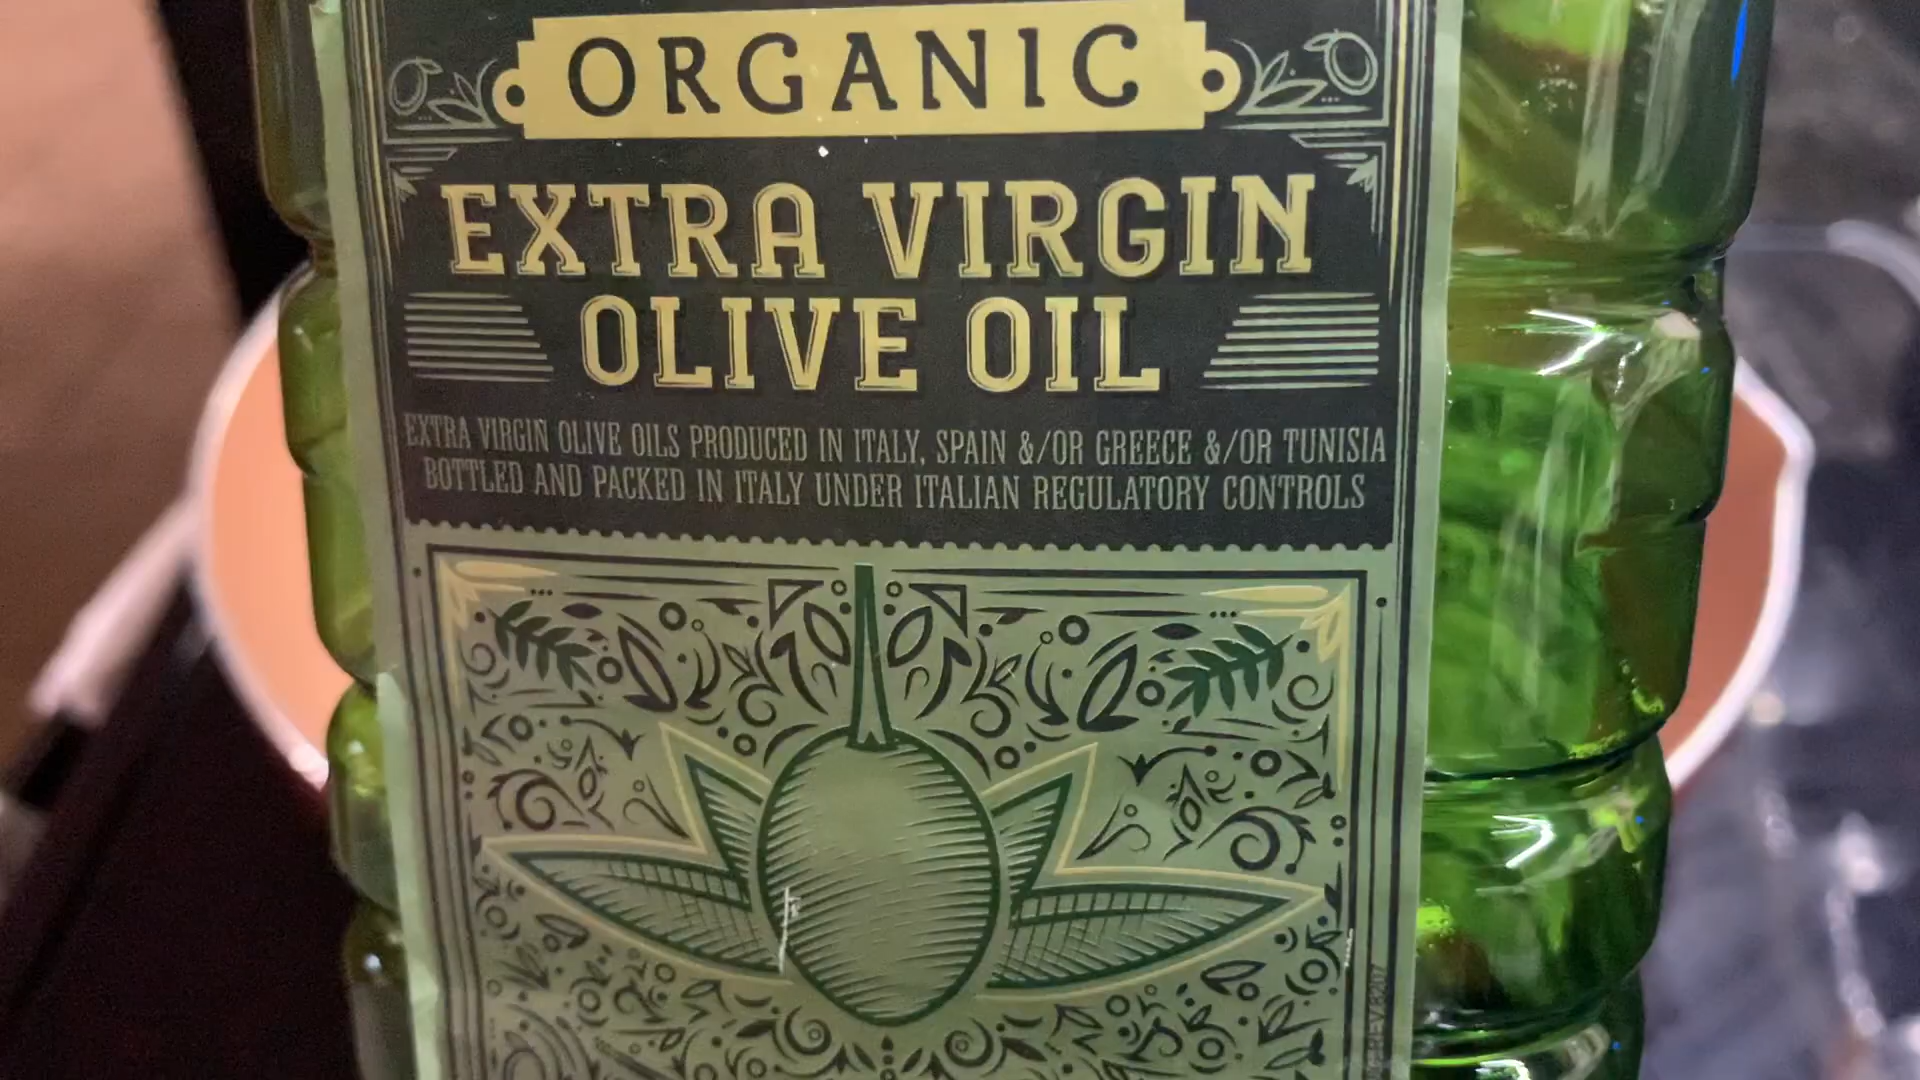 ORGANIC
EXTRA VIRGIN
OLIVE OIL
EXTRA VIRGIN OLIVE OILS PRODUCED IN ITALY, SPAIN &/OR GREECE &/OR TUNISIA
BOTTLED AND PACKED IN ITALY UNDER ITALIAN REGULATORY CONTROLS